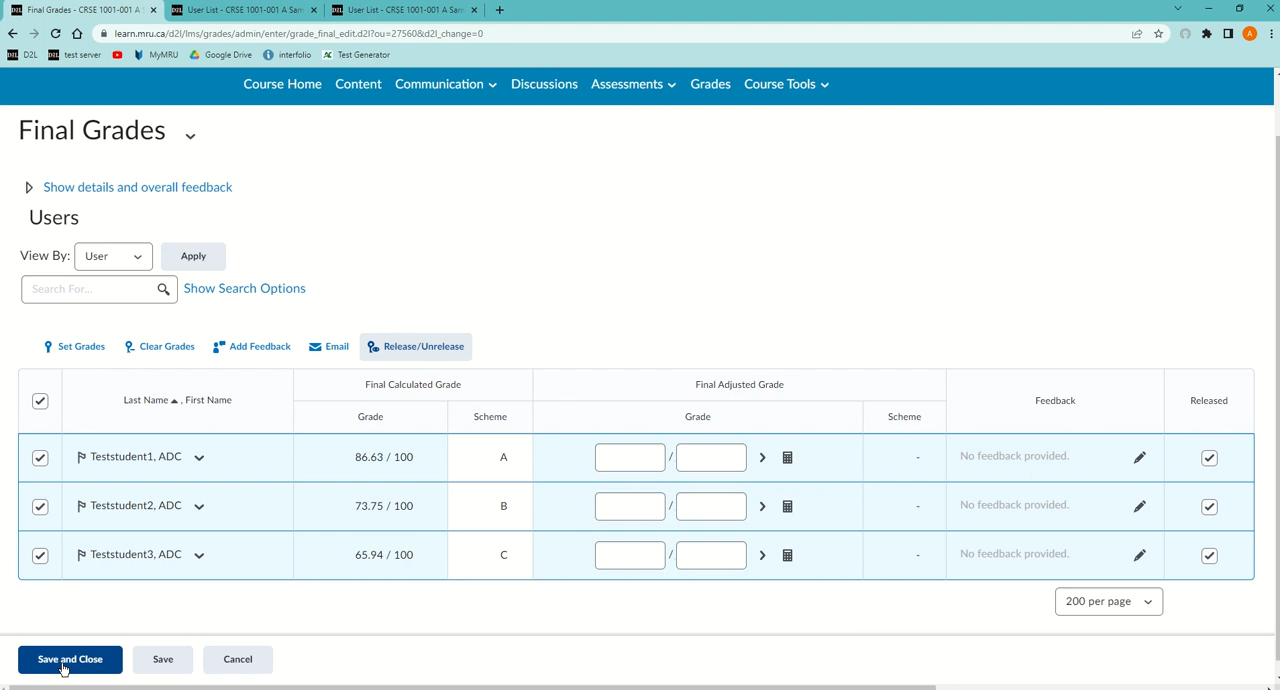 D2L Final Grades - CRSE 1001-001 A S
D2L User List - CRSE 1001-001 A Sam
D2L User List - CRSE 1001-001 A Sam
learn.mru.ca/d2l/lms/grades/admin/enter/grade_final_edit.d2l?ou=27560&d2l_change=0
A
D2L D2L
D2L test server
MyMRU
Google Drive
interfolio
Test Generator
Course Home Content Communication Discussions Assessments Grades Course Tools
Final Grades
Show details and overall feedback
Users
View By: User Apply
Search For... Show Search Options
Set Grades Clear Grades Add Feedback Email Release/Unrelease
Final Calculated Grade Final Adjusted Grade
Last Name , First Name Feedback Released
Grade Scheme Grade Scheme
Teststudent1, ADC 86.63 / 100 A / - No feedback provided.
Teststudent2, ADC 73.75 / 100 B / - No feedback provided.
Teststudent3, ADC 65.94 / 100 C / - No feedback provided.
200 per page
Save and Close Save Cancel